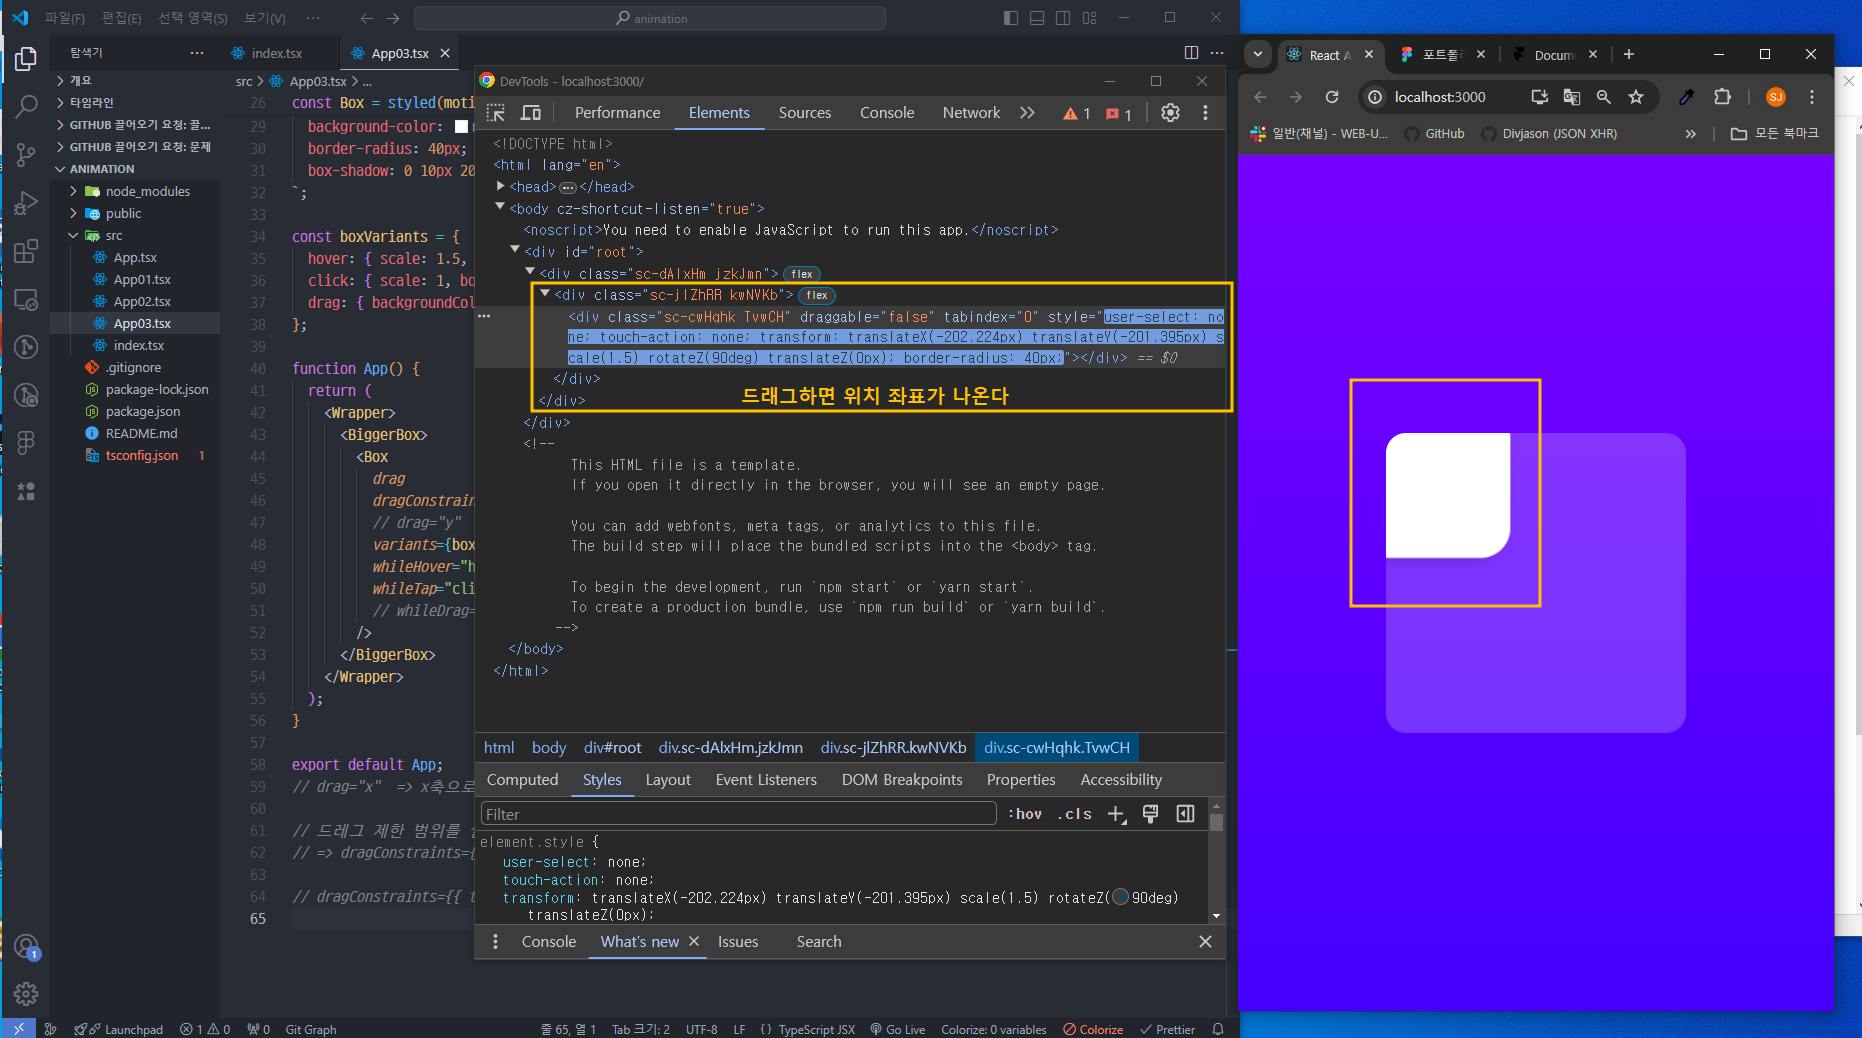 파일(F) 편집(E) 선택 영역(S) 보기(V) ···
animation
탐색기
개요
타임라인
GITHUB 끌어오기 요청: 끌...
GITHUB 끌어오기 요청: 문제
ANIMATION
node_modules
public
src
App.tsx
App01.tsx
App02.tsx
App03.tsx
index.tsx
.gitignore
package-lock.json
package.json
README.md
tsconfig.json 1
index.tsx App03.tsx
src > App03.tsx > ...
26 const Box = styled(moti
29 background-color:
30 border-radius: 40px;
31 box-shadow: 0 10px 20
32 `;
33
34 const boxVariants = {
35 hover: { scale: 1.5,
36 click: { scale: 1, bo
37 drag: { backgroundCol
38 };
39
40 function App() {
41 return (
42 <Wrapper>
43 <BiggerBox>
44 <Box
45 drag
46 dragConstrain
47 // drag="y"
48 variants={box
49 whileHover="h
50 whileTap="cli
51 // whileDrag=
52 />
53 </BiggerBox>
54 </Wrapper>
55 );
56 }
57
58 export default App;
59 // drag="x" => x축으로
60
61 // 드래그 제한 범위를
62 // => dragConstraints={
63
64 // dragConstraints={{ t
65
DevTools - localhost:3000/
Performance Elements Sources Console Network 1 1
<!DOCTYPE html>
<html lang="en">
<head>···</head>
<body cz-shortcut-listen="true">
<noscript>You need to enable JavaScript to run this app.</noscript>
<div id="root">
<div class="sc-dAlxHm jzkJmn"> flex
<div class="sc-jlZhRR kwNVKb"> flex
<div class="sc-cwHqhk TvwCH" draggable="false" tabindex="0" style="user-select: no
ne; touch-action: none; transform: translateX(-202.224px) translateY(-201.395px) s
cale(1.5) rotateZ(90deg) translateZ(0px); border-radius: 40px;"></div> == $0
</div>
</div>
드래그하면 위치 좌표가 나온다
</div>
<!--
This HTML file is a template.
If you open it directly in the browser, you will see an empty page.
You can add webfonts, meta tags, or analytics to this file.
The build step will place the bundled scripts into the <body> tag.
To begin the development, run `npm start` or `yarn start`.
To create a production bundle, use `npm run build` or `yarn build`.
-->
</body>
</html>
html body div#root div.sc-dAlxHm.jzkJmn div.sc-jlZhRR.kwNVKb div.sc-cwHqhk.TvwCH
Computed Styles Layout Event Listeners DOM Breakpoints Properties Accessibility
Filter :hov .cls
element.style {
user-select: none;
touch-action: none;
transform: translateX(-202.224px) translateY(-201.395px) scale(1.5) rotateZ(90deg)
translateZ(0px);
Console What's new Issues Search
React A 포트폴 Docum
localhost:3000 SJ
일반(채널) - WEB-U... GitHub Divjason (JSON XHR) » 모든 북마크
1
Launchpad 1 0 0 Git Graph 줄 65, 열 1 Tab 크기: 2 UTF-8 LF {} TypeScript JSX Go Live Colorize: 0 variables Colorize Prettier